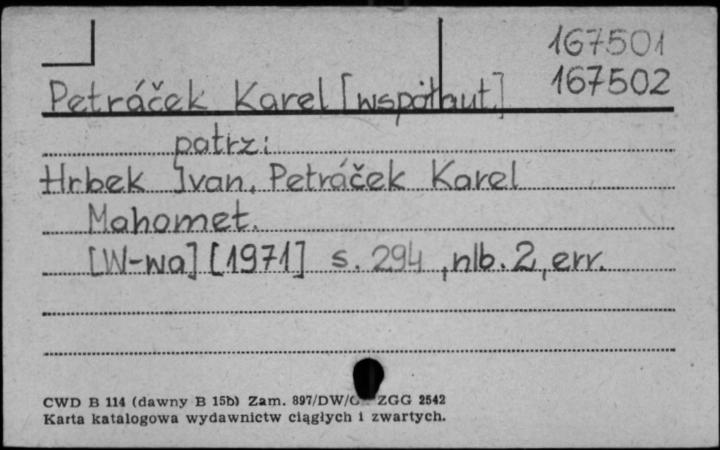 167501
167502
Petráček Karel [współaut.]
patrz:
Hrbek Ivan, Petráček Karel
Mahomet.
[W-wa] [1971] s. 294, nlb. 2, err.
CWD B 114 (dawny B 15b) Zam. 897/DW/ ZGG 2542
Karta katalogowa wydawnictw ciągłych i zwartych.